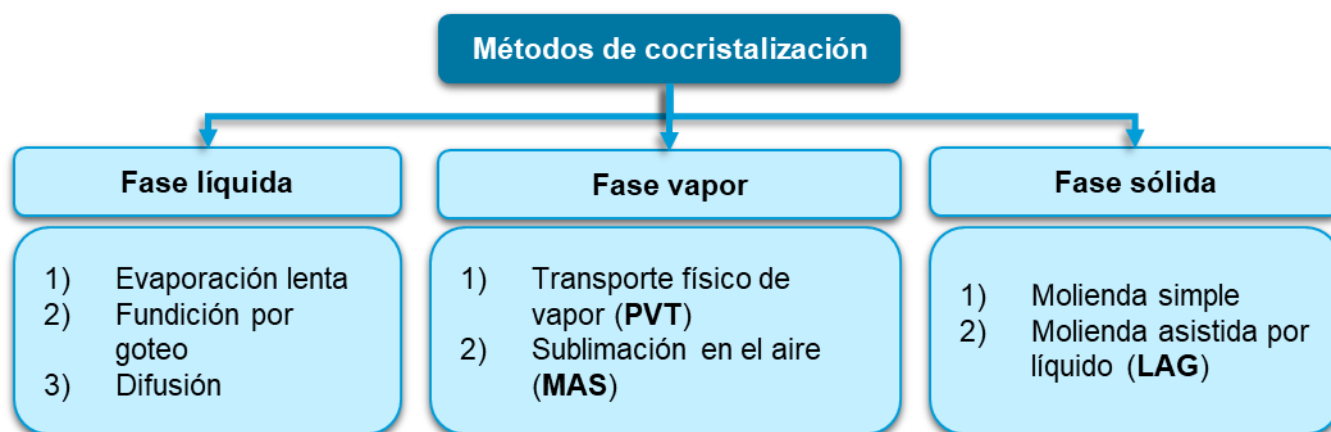 Métodos de cocristalización
Fase líquida
1) Evaporación lenta
2) Fundición por
goteo
3) Difusión
Fase vapor
1) Transporte físico de
vapor (PVT)
2) Sublimación en el aire
(MAS)
Fase sólida
1) Molienda simple
2) Molienda asistida por
líquido (LAG)